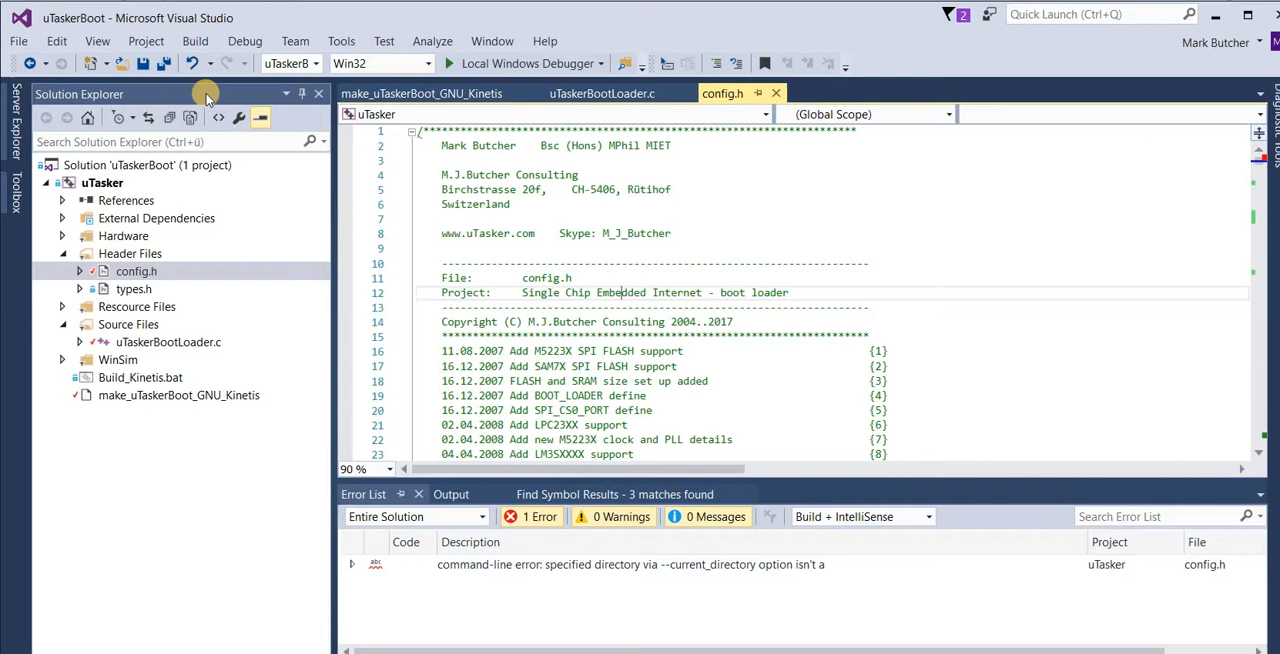 uTaskerBoot - Microsoft Visual Studio
2
Quick Launch (Ctrl+Q)
File Edit View Project Build Debug Team Tools Test Analyze Window Help
Mark Butcher
uTaskerB Win32 Local Windows Debugger
Server Explorer
Toolbox
Solution Explorer
Search Solution Explorer (Ctrl+ü)
Solution 'uTaskerBoot' (1 project)
uTasker
References
External Dependencies
Hardware
Header Files
config.h
types.h
Rescource Files
Source Files
uTaskerBootLoader.c
WinSim
Build_Kinetis.bat
make_uTaskerBoot_GNU_Kinetis
make_uTaskerBoot_GNU_Kinetis uTaskerBootLoader.c config.h
uTasker (Global Scope)
1 /**********************************************************************
2 Mark Butcher Bsc (Hons) MPhil MIET
3
4 M.J.Butcher Consulting
5 Birchstrasse 20f, CH-5406, Rütihof
6 Switzerland
7
8 www.uTasker.com Skype: M_J_Butcher
9
10 ---------------------------------------------------------------------
11 File: config.h
12 Project: Single Chip Embedded Internet - boot loader
13 ---------------------------------------------------------------------
14 Copyright (C) M.J.Butcher Consulting 2004..2017
15 *********************************************************************
16 11.08.2007 Add M5223X SPI FLASH support {1}
17 16.12.2007 Add SAM7X SPI FLASH support {2}
18 16.12.2007 FLASH and SRAM size set up added {3}
19 16.12.2007 Add BOOT_LOADER define {4}
20 16.12.2007 Add SPI_CS0_PORT define {5}
21 02.04.2008 Add LPC23XX support {6}
22 02.04.2008 Add new M5223X clock and PLL details {7}
23 04.04.2008 Add LM3SXXXX support {8}
90 %
Diagnostic Tools
Error List Output Find Symbol Results - 3 matches found
Entire Solution 1 Error 0 Warnings 0 Messages Build + IntelliSense Search Error List
Code Description Project File
abc command-line error: specified directory via --current_directory option isn't a uTasker config.h